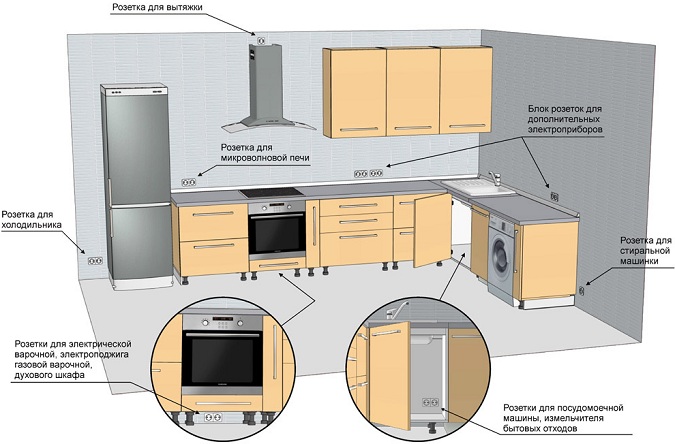 Розетка для вытяжки
Блок розеток для
дополнительных
электроприборов
Розетка для
микроволновой печи
Розетка для
холодильника
Розетка для
стиральной
машинки
Розетки для электрической
варочной, электроподжига
газовой варочной,
духового шкафа
Розетки для посудомоечной
машины, измельчителя
бытовых отходов